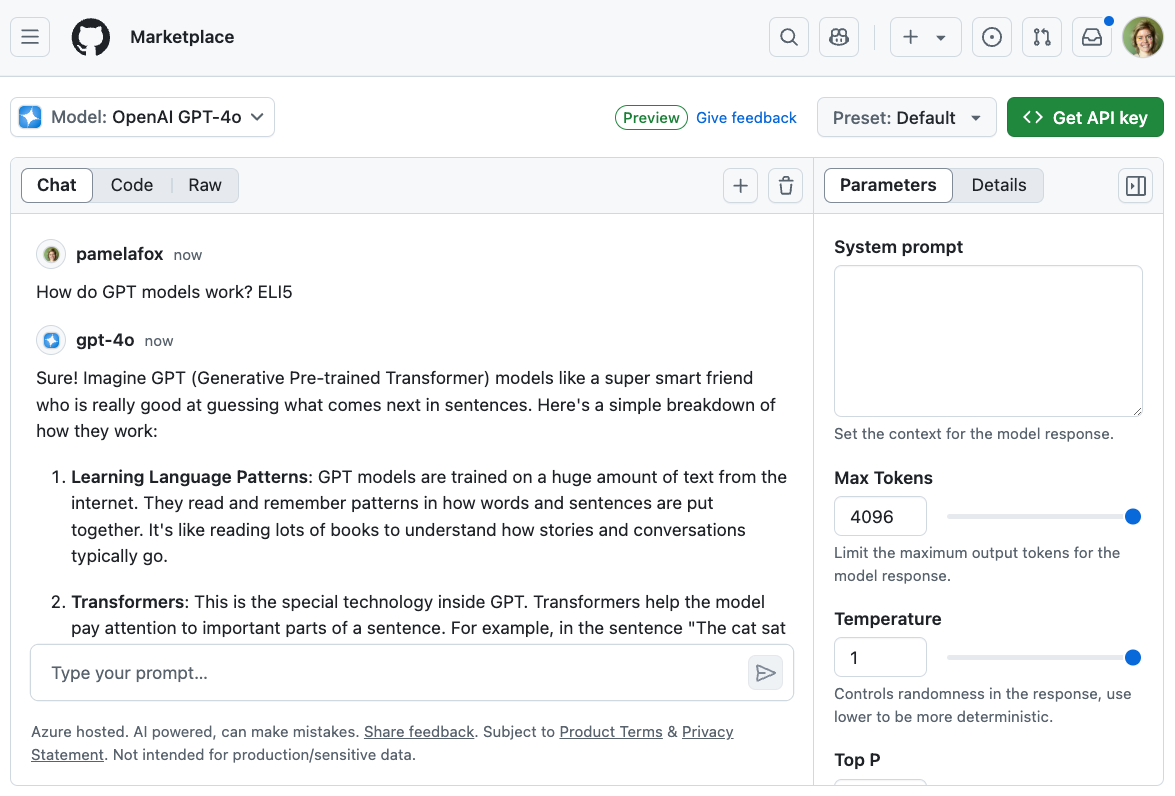 Marketplace
Model: OpenAI GPT-4o
Preview Give feedback
Preset: Default
Get API key
Chat Code Raw
Parameters Details
pamelafox now
How do GPT models work? ELI5
gpt-4o now
Sure! Imagine GPT (Generative Pre-trained Transformer) models like a super smart friend
who is really good at guessing what comes next in sentences. Here's a simple breakdown of
how they work:
1. Learning Language Patterns: GPT models are trained on a huge amount of text from the
internet. They read and remember patterns in how words and sentences are put
together. It's like reading lots of books to understand how stories and conversations
typically go.
2. Transformers: This is the special technology inside GPT. Transformers help the model
pay attention to important parts of a sentence. For example, in the sentence "The cat sat
Type your prompt...
Azure hosted. AI powered, can make mistakes. Share feedback. Subject to Product Terms & Privacy
Statement. Not intended for production/sensitive data.
System prompt
Set the context for the model response.
Max Tokens
4096
Limit the maximum output tokens for the
model response.
Temperature
1
Controls randomness in the response, use
lower to be more deterministic.
Top P